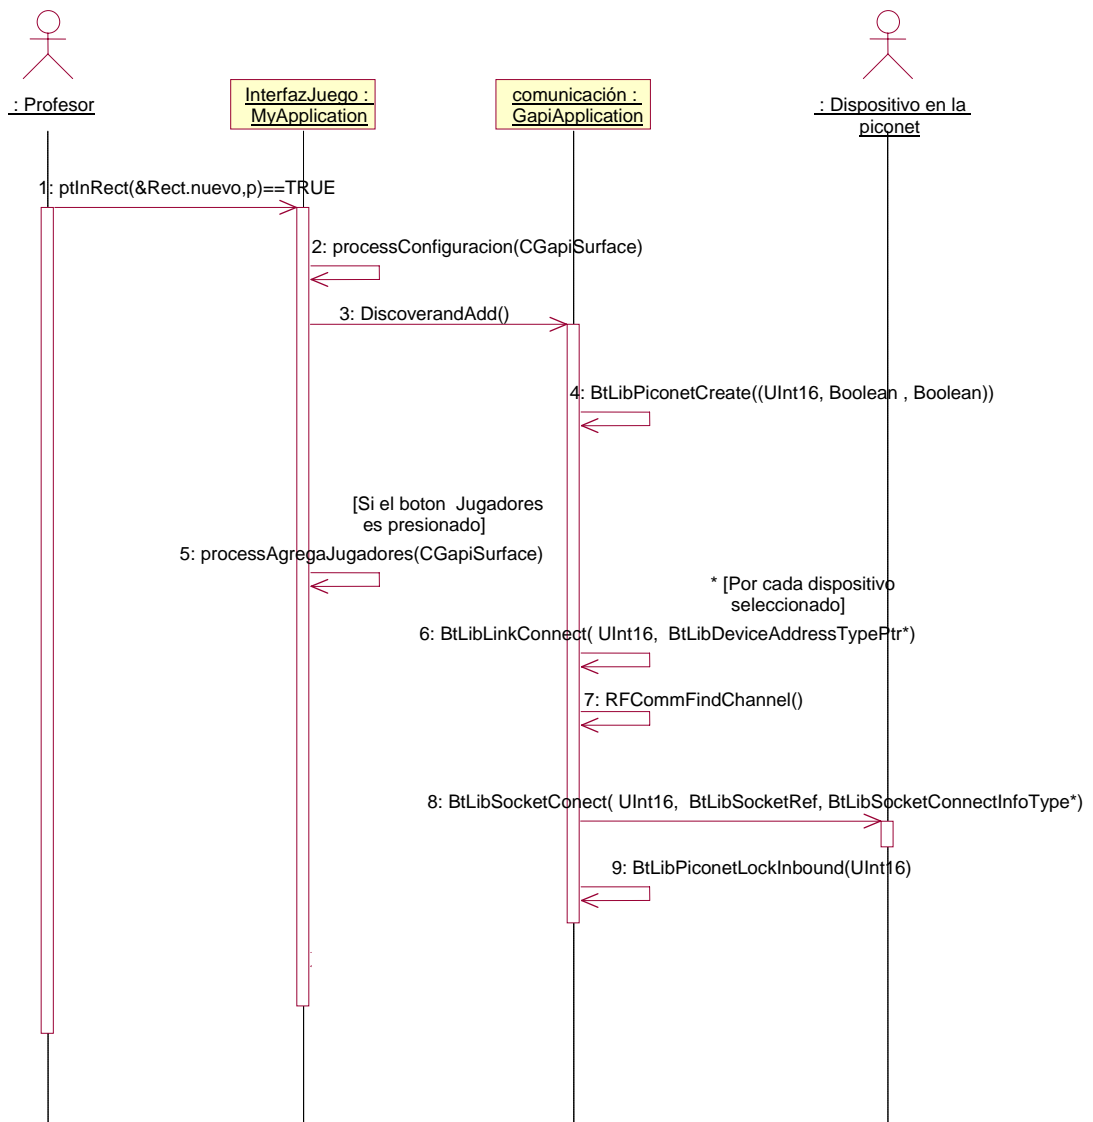 : Profesor
InterfazJuego :
MyApplication
comunicación :
GapiApplication
: Dispositivo en la
piconet
1: ptInRect(&Rect.nuevo,p)==TRUE
2: processConfiguracion(CGapiSurface)
3: DiscoverandAdd()
4: BtLibPiconetCreate((UInt16, Boolean , Boolean))
[Si el boton  Jugadores
es presionado]
5: processAgregaJugadores(CGapiSurface)
* [Por cada dispositivo
seleccionado]
6: BtLibLinkConnect( UInt16,  BtLibDeviceAddressTypePtr*)
7: RFCommFindChannel()
8: BtLibSocketConect( UInt16,  BtLibSocketRef, BtLibSocketConnectInfoType*)
9: BtLibPiconetLockInbound(UInt16)